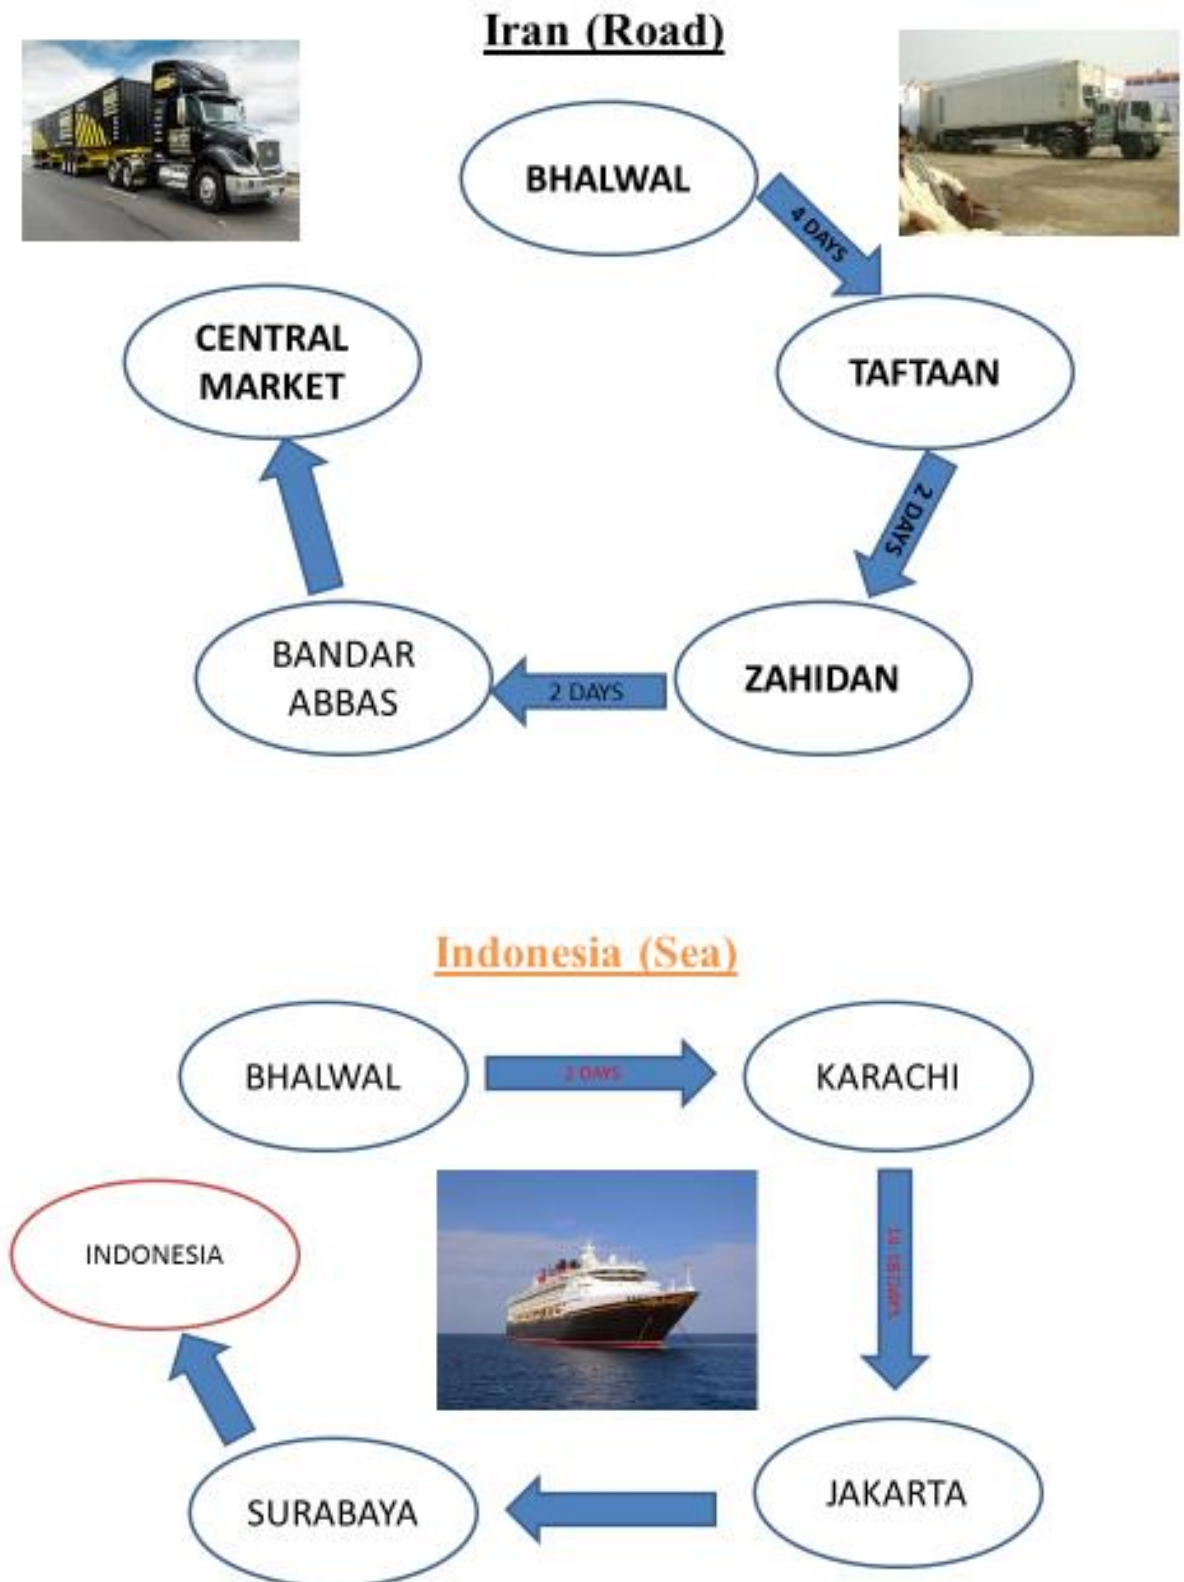 Iran (Road)
BHALWAL
4 DAYS
TAFTAAN
2 DAYS
ZAHIDAN
2 DAYS
BANDAR
ABBAS
CENTRAL
MARKET
Indonesia (Sea)
BHALWAL
2 DAYS
KARACHI
JAKARTA
SURABAYA
INDONESIA